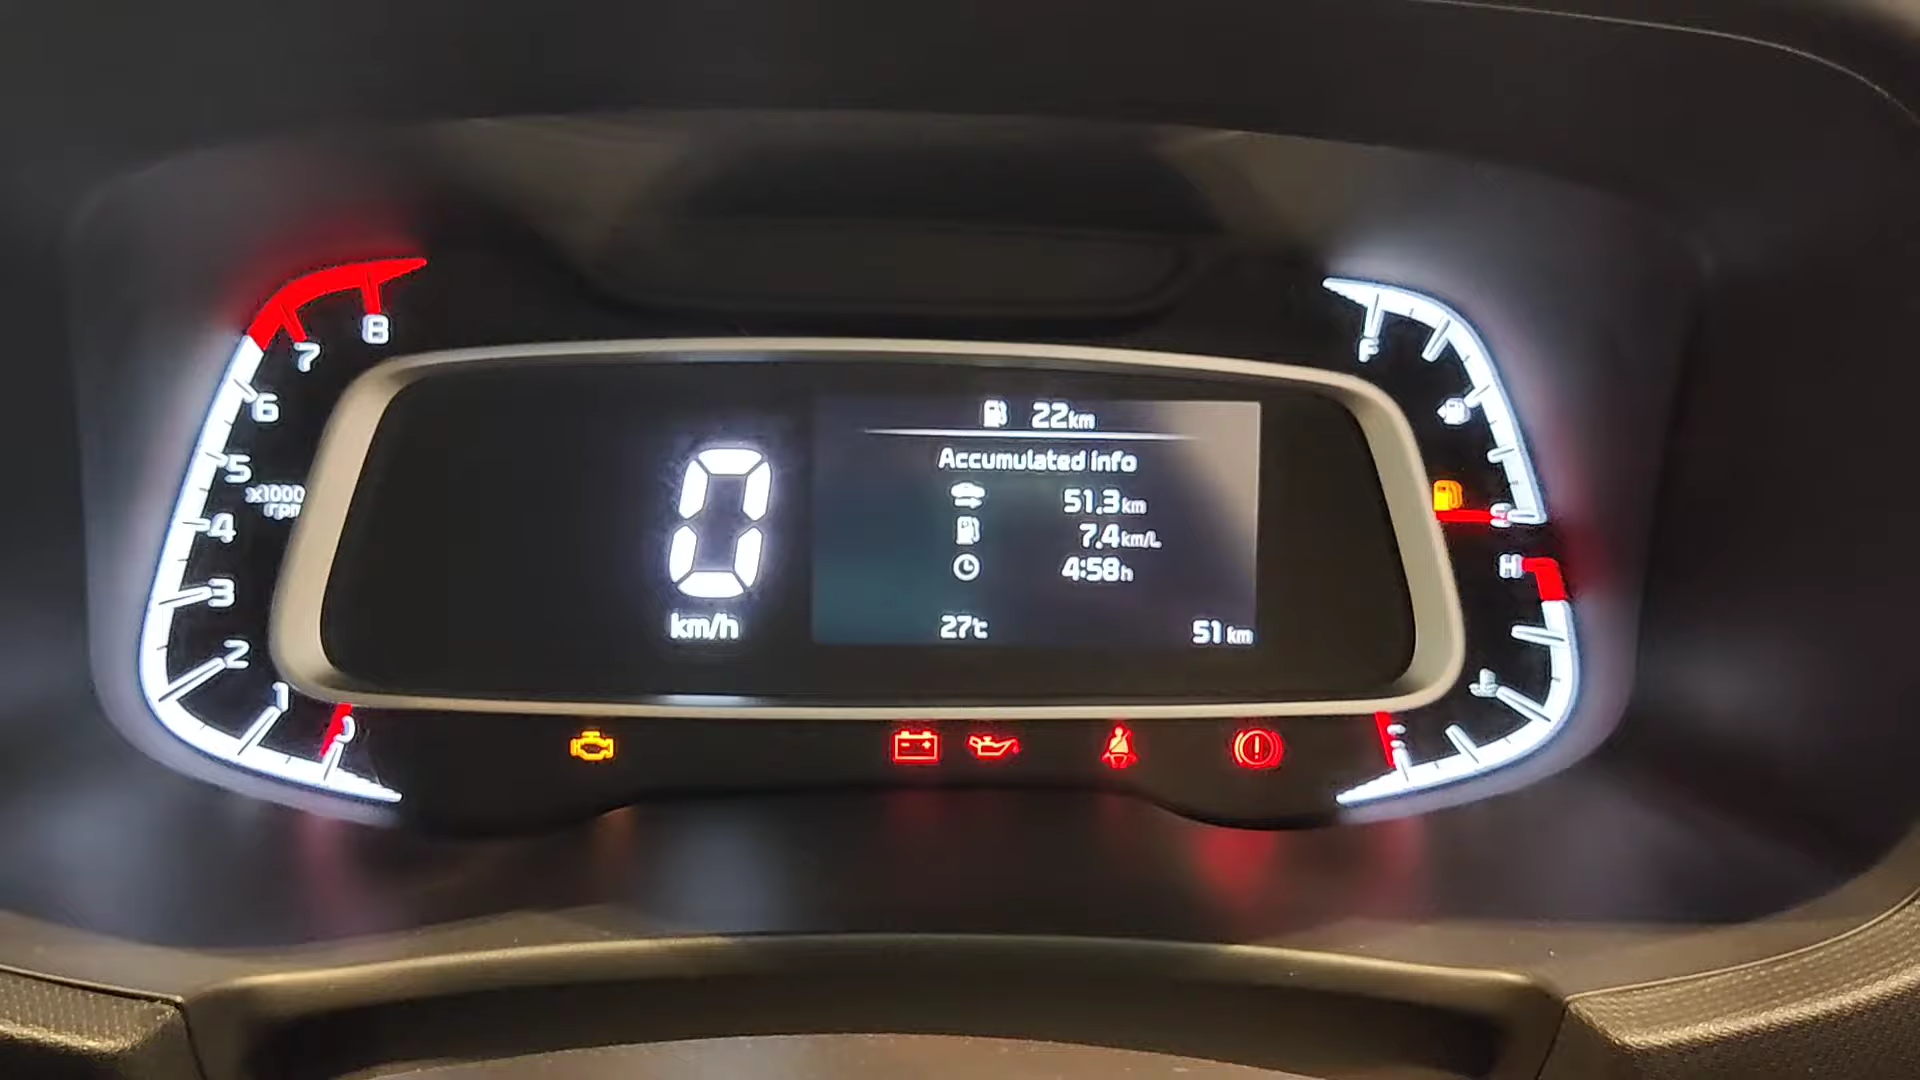 8
7
6
5
x1000
rpm
4
3
2
1
0
km/h
22km
Accumulated info
51.3km
7.4km/L
4:58h
27℃
51 km
F
E
H
C